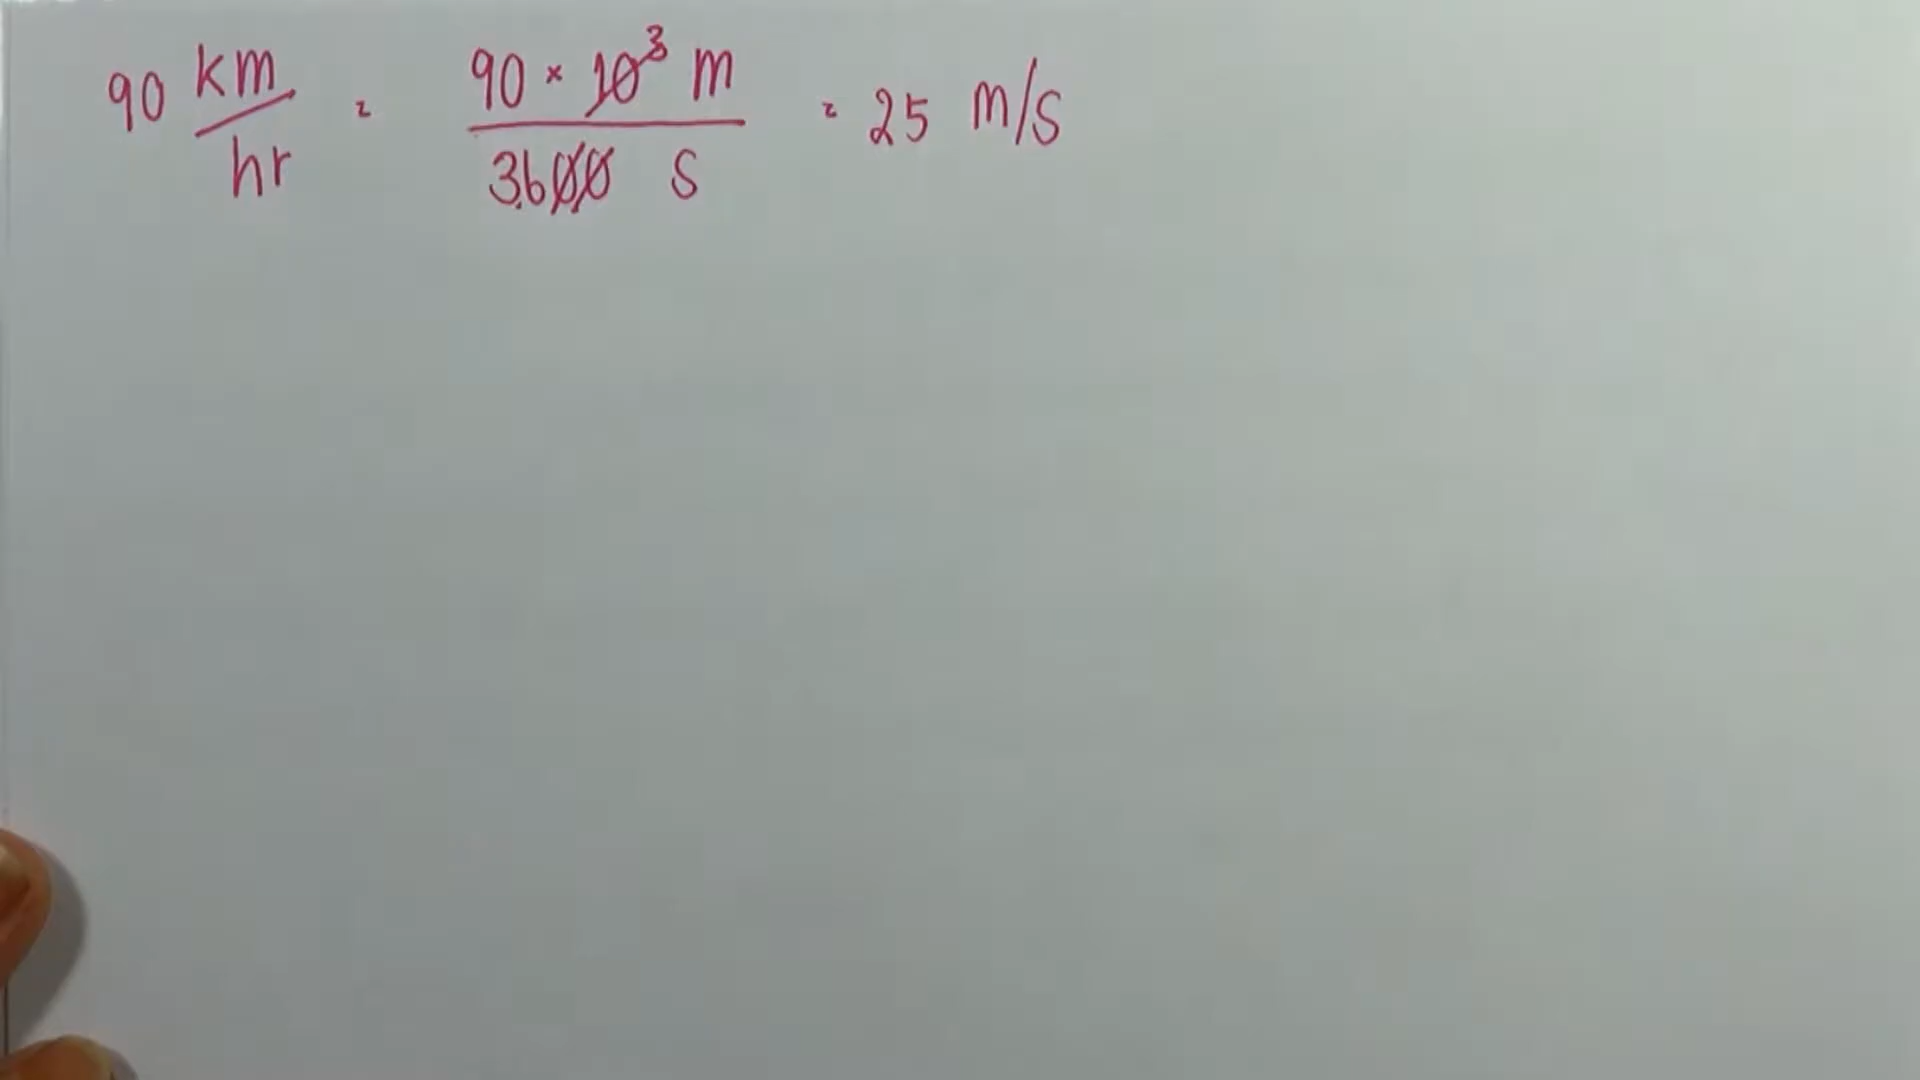 90 km/hr = 90 × 10³ m / 3600 s = 25 m/s